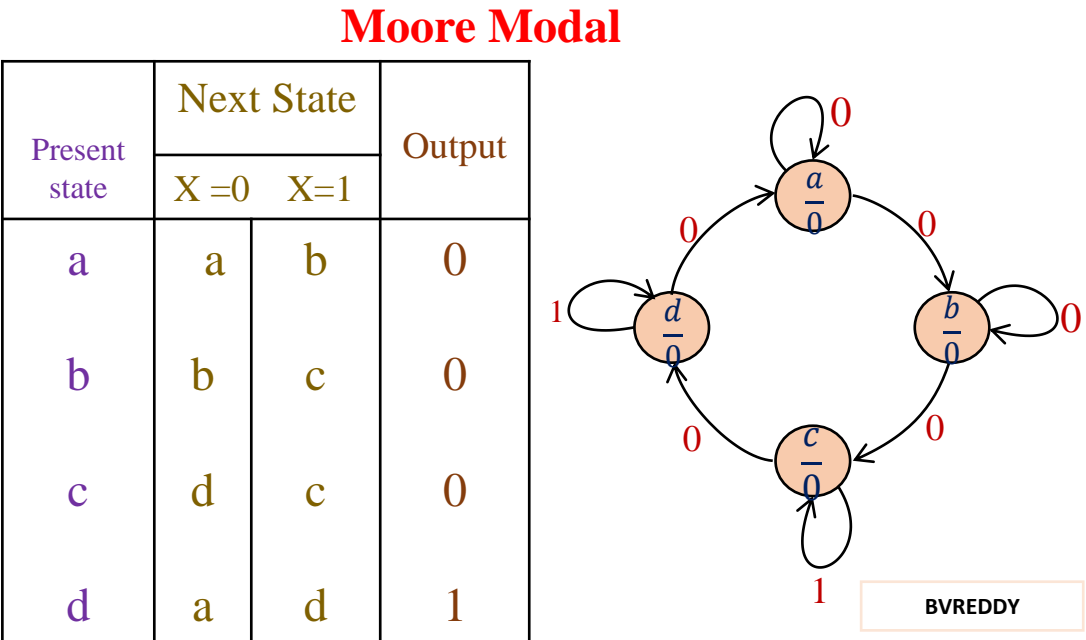 Moore Modal
Present state
Next State
Output
X =0 X=1
a a b 0
b b c 0
c d c 0
d a d 1
0
a
0
0
0
1
d
0
b
0
0
0
0
c
0
1
BVREDDY